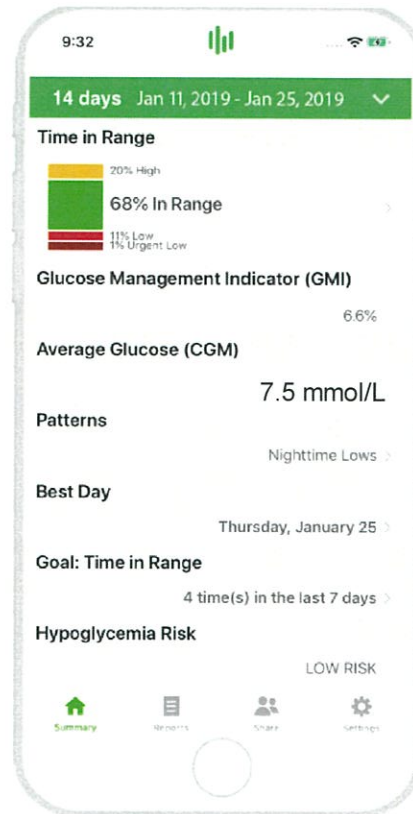 9:32
14 days Jan 11, 2019 - Jan 25, 2019
Time in Range
20% High
68% In Range
11% Low
1% Urgent Low
Glucose Management Indicator (GMI)
6.6%
Average Glucose (CGM)
7.5 mmol/L
Patterns
Nighttime Lows
Best Day
Thursday, January 25
Goal: Time in Range
4 time(s) in the last 7 days
Hypoglycemia Risk
LOW RISK
Summary Reports Share Settings